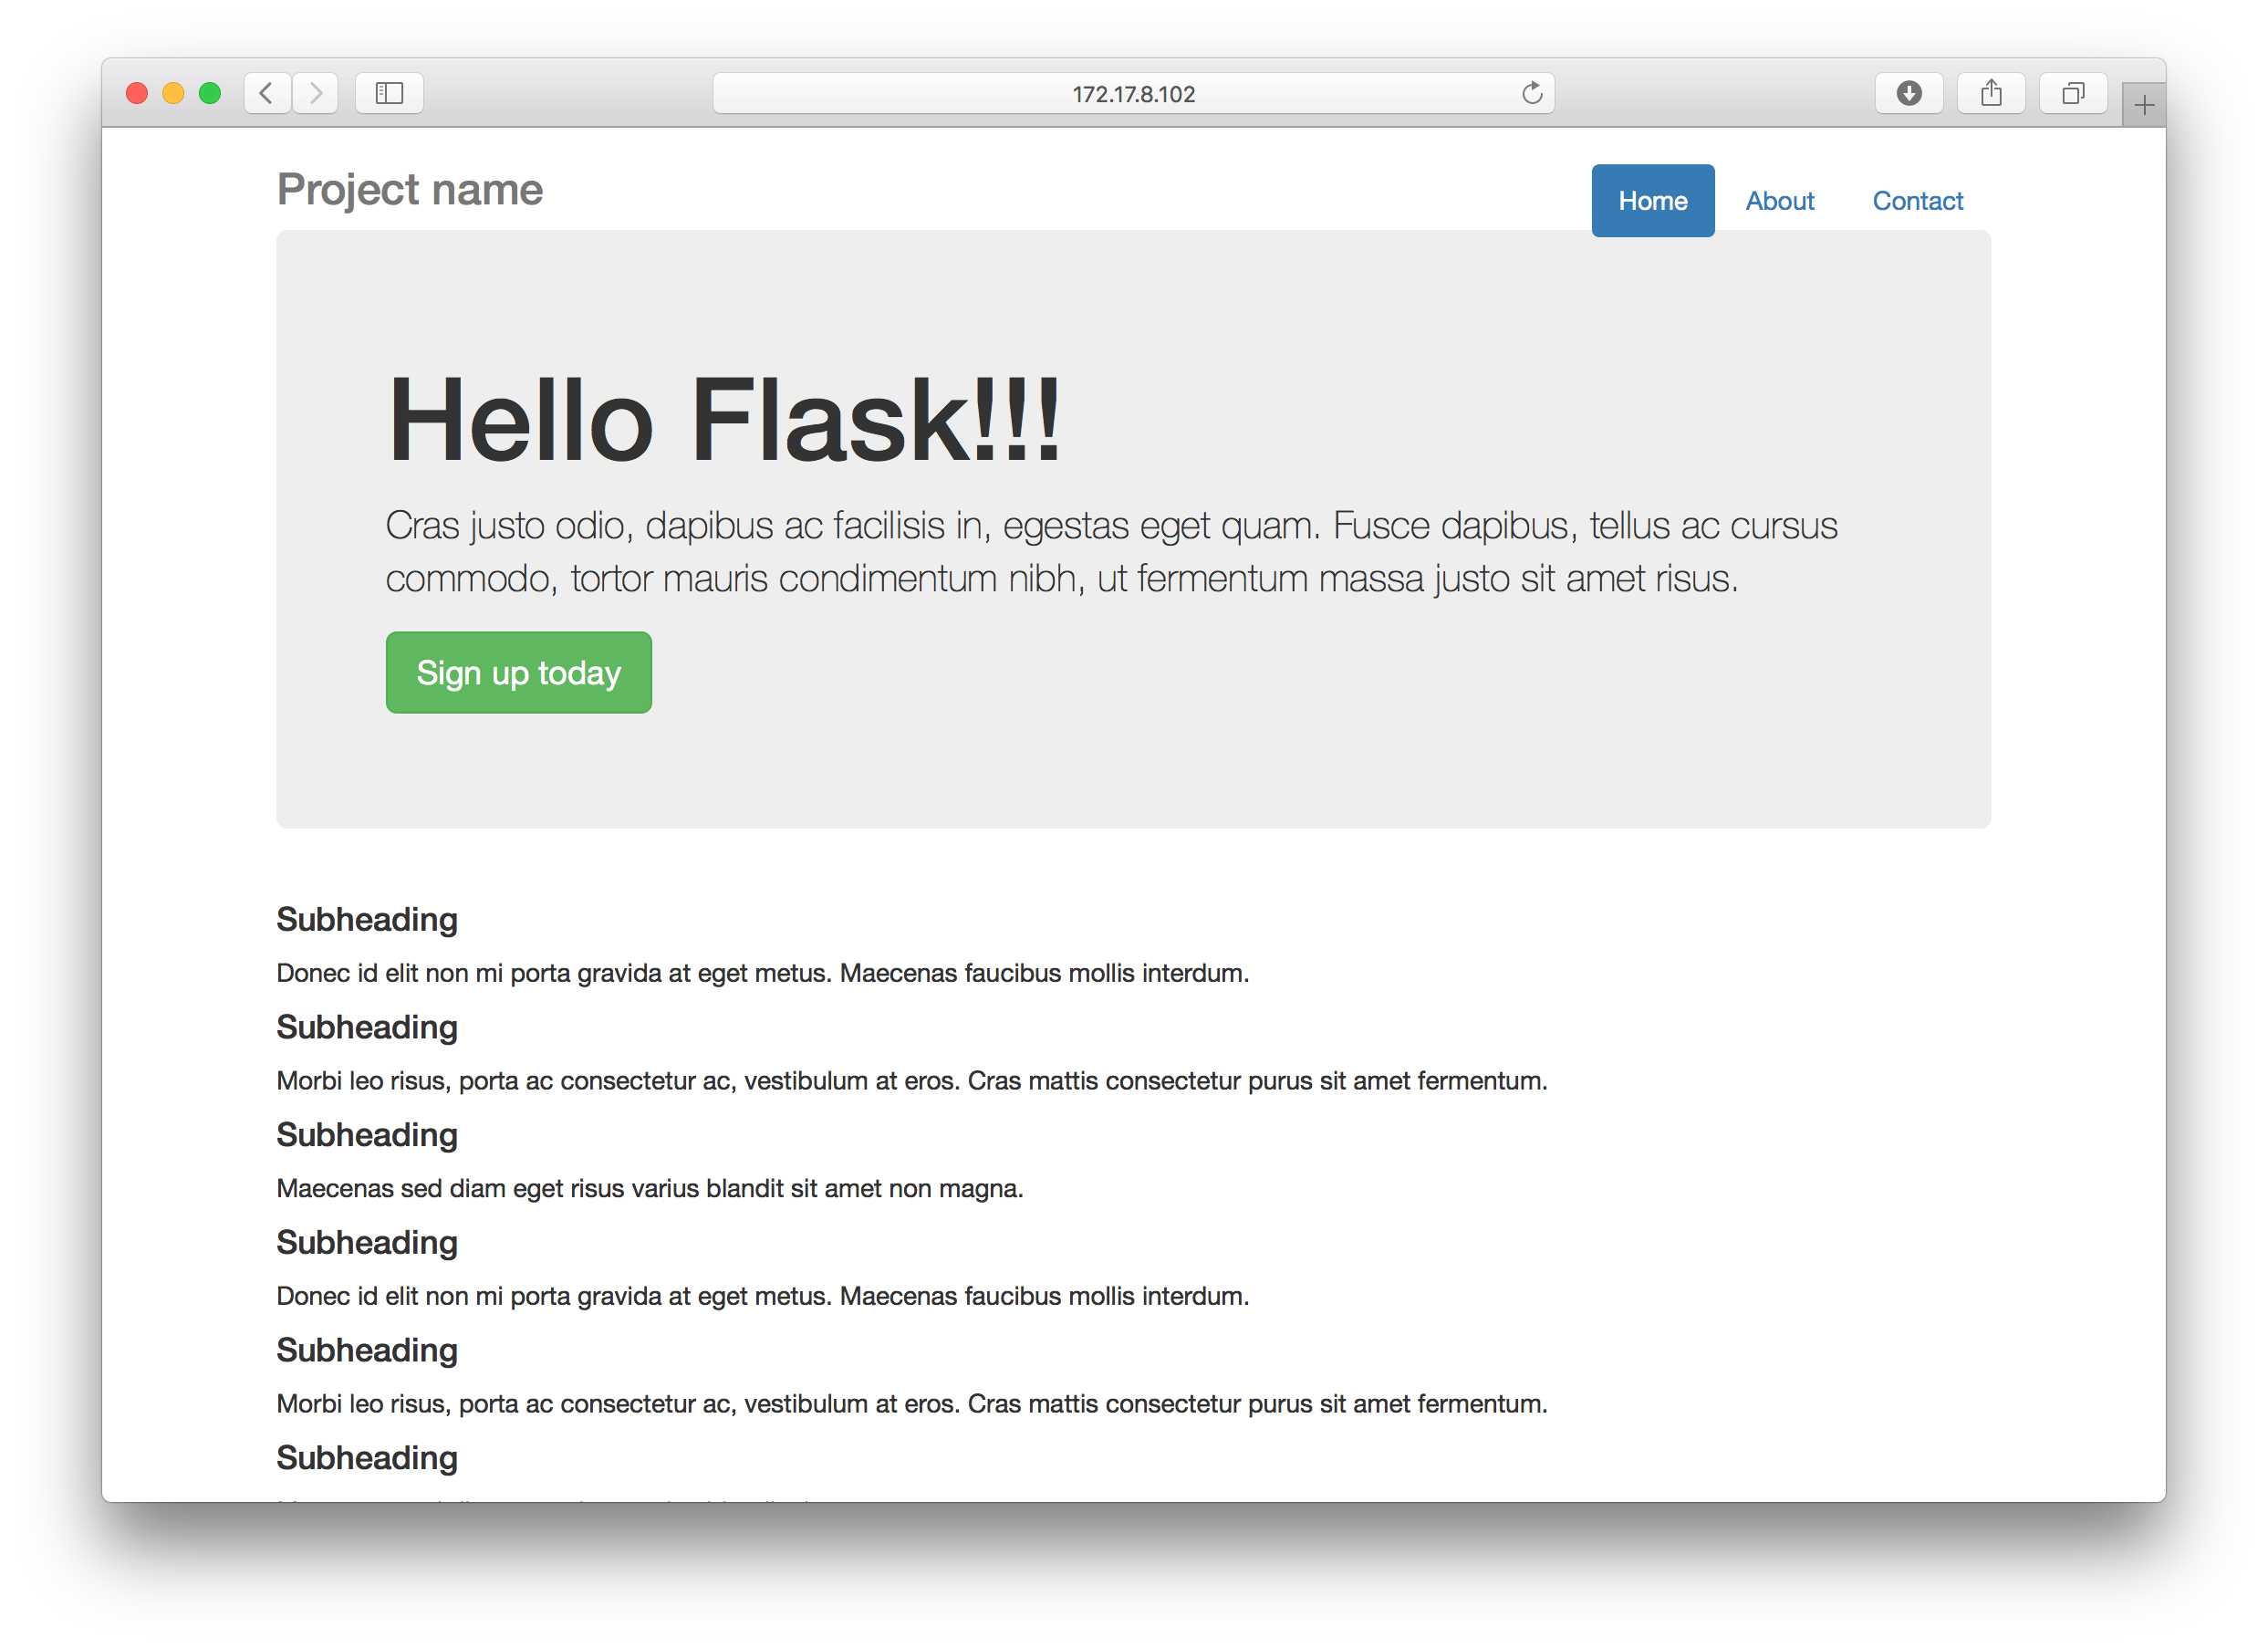 172.17.8.102
Project name
Home About Contact
Hello Flask!!!
Cras justo odio, dapibus ac facilisis in, egestas eget quam. Fusce dapibus, tellus ac cursus
commodo, tortor mauris condimentum nibh, ut fermentum massa justo sit amet risus.
Sign up today
Subheading
Donec id elit non mi porta gravida at eget metus. Maecenas faucibus mollis interdum.
Subheading
Morbi leo risus, porta ac consectetur ac, vestibulum at eros. Cras mattis consectetur purus sit amet fermentum.
Subheading
Maecenas sed diam eget risus varius blandit sit amet non magna.
Subheading
Donec id elit non mi porta gravida at eget metus. Maecenas faucibus mollis interdum.
Subheading
Morbi leo risus, porta ac consectetur ac, vestibulum at eros. Cras mattis consectetur purus sit amet fermentum.
Subheading